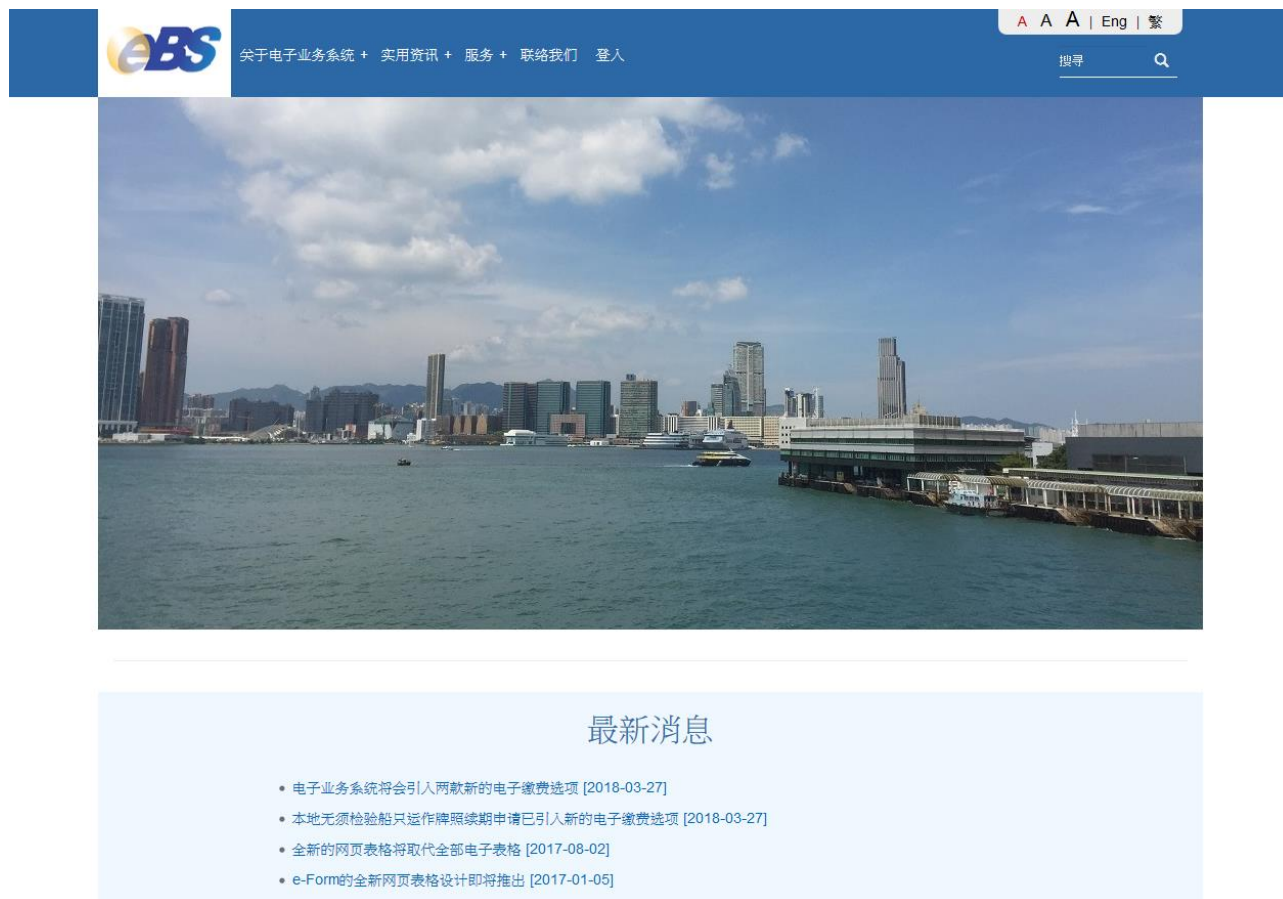 A A A | Eng | 繁
eBS
关于电子业务系统 + 实用资讯 + 服务 + 联络我们 登入
搜寻
最新消息
• 电子业务系统将会引入两款新的电子缴费选项 [2018-03-27]
• 本地无须检验船只运作牌照续期申请已引入新的电子缴费选项 [2018-03-27]
• 全新的网页表格将取代全部电子表格 [2017-08-02]
• e-Form的全新网页表格设计即将推出 [2017-01-05]